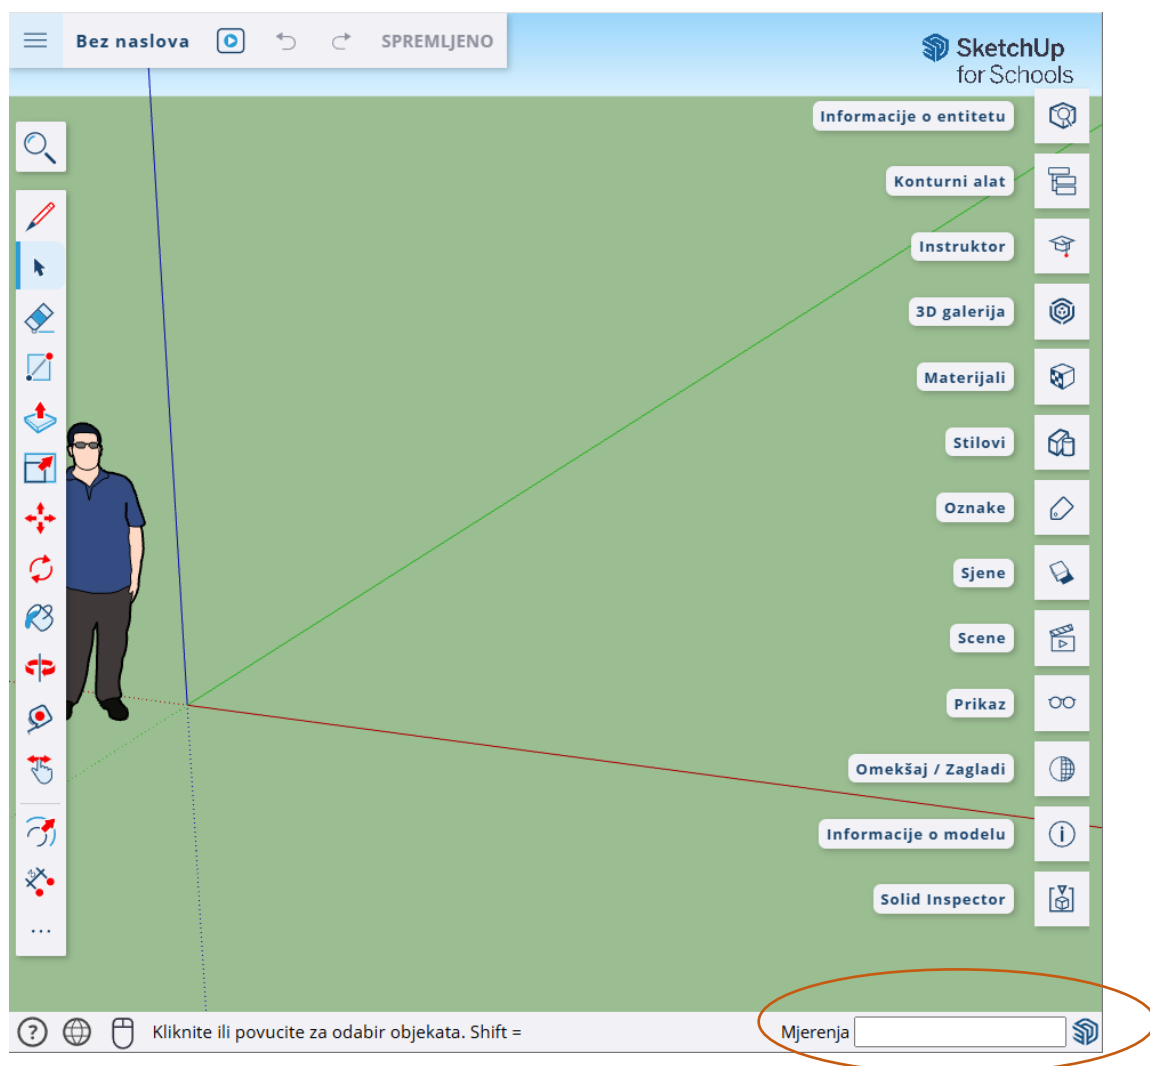 Bez naslova
SPREMLJENO
SketchUp
for Schools
Informacije o entitetu
Konturni alat
Instruktor
3D galerija
Materijali
Stilovi
Oznake
Sjene
Scene
Prikaz
Omekšaj / Zagladi
Informacije o modelu
Solid Inspector
Kliknite ili povucite za odabir objekata. Shift =
Mjerenja